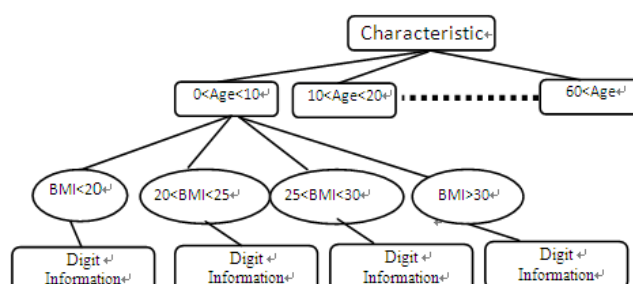 Characteristic↵
0<Age<10↵
10<Age<20↵
60<Age↵
BMI<20↵
20<BMI<25↵
25<BMI<30↵
BMI>30↵
↵
Digit ↵
Information↵
Digit ↵
Information↵
Digit ↵
Information↵
Digit ↵
Information↵